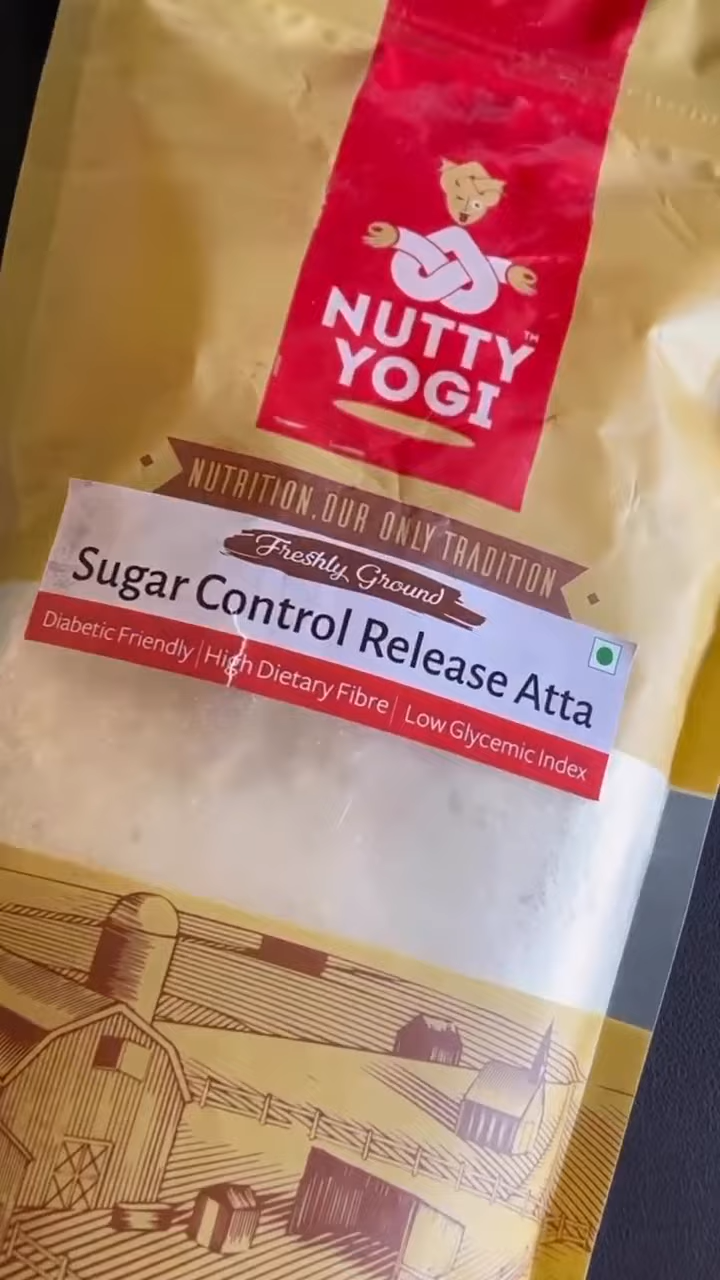 NUTTY
YOGI
TM
NUTRITION, OUR ONLY TRADITION
Freshly Ground
Sugar Control Release Atta
Diabetic Friendly | High Dietary Fibre | Low Glycemic Index